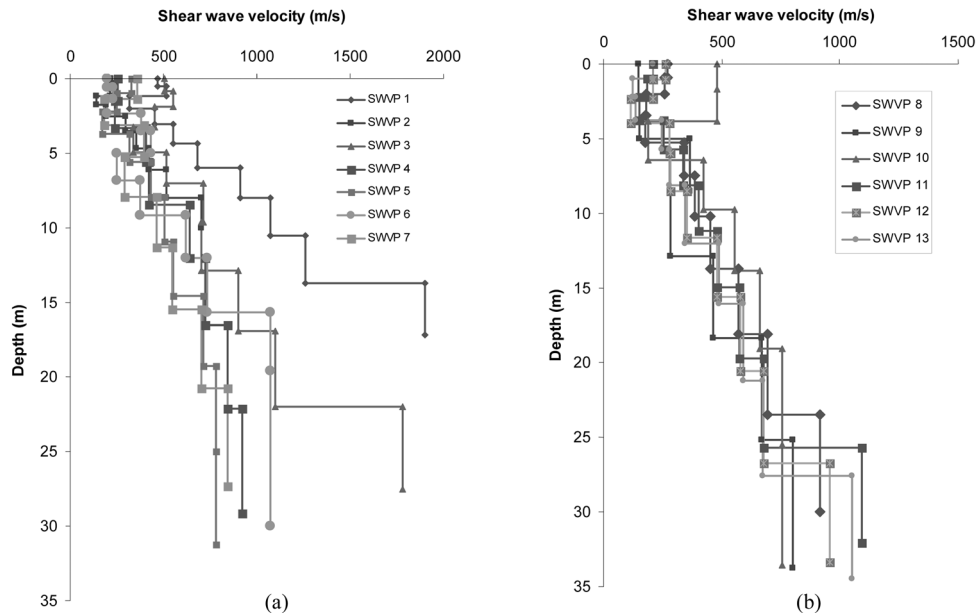 Shear wave velocity (m/s)
0 500 1000 1500 2000
0
5
10
15
20
25
30
35
Depth (m)
SWVP 1
SWVP 2
SWVP 3
SWVP 4
SWVP 5
SWVP 6
SWVP 7
(a)
Shear wave velocity (m/s)
0 500 1000 1500
0
5
10
15
20
25
30
35
Depth (m)
SWVP 8
SWVP 9
SWVP 10
SWVP 11
SWVP 12
SWVP 13
(b)